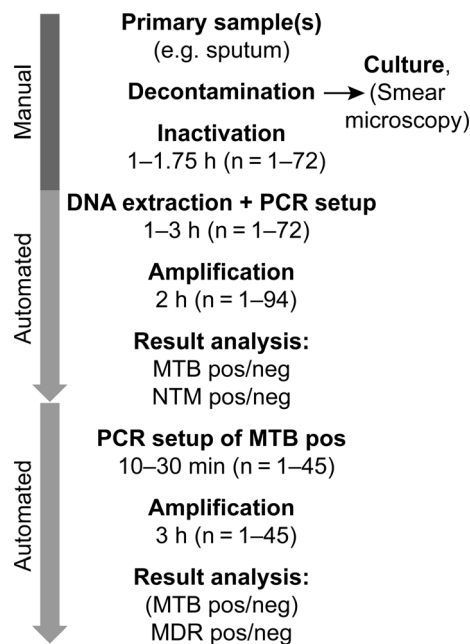 Manual
Primary sample(s)
(e.g. sputum)
Decontamination
Culture,
(Smear
microscopy)
Inactivation
1–1.75 h (n = 1–72)
Automated
DNA extraction + PCR setup
1–3 h (n = 1–72)
Amplification
2 h (n = 1–94)
Result analysis:
MTB pos/neg
NTM pos/neg
Automated
PCR setup of MTB pos
10–30 min (n = 1–45)
Amplification
3 h (n = 1–45)
Result analysis:
(MTB pos/neg)
MDR pos/neg